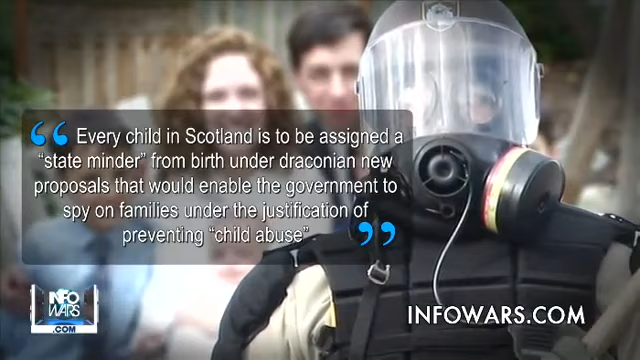 “ Every child in Scotland is to be assigned a
“state minder” from birth under draconian new
proposals that would enable the government to
spy on families under the justification of
preventing “child abuse” ”
INFO
WARS
.COM
INFOWARS.COM